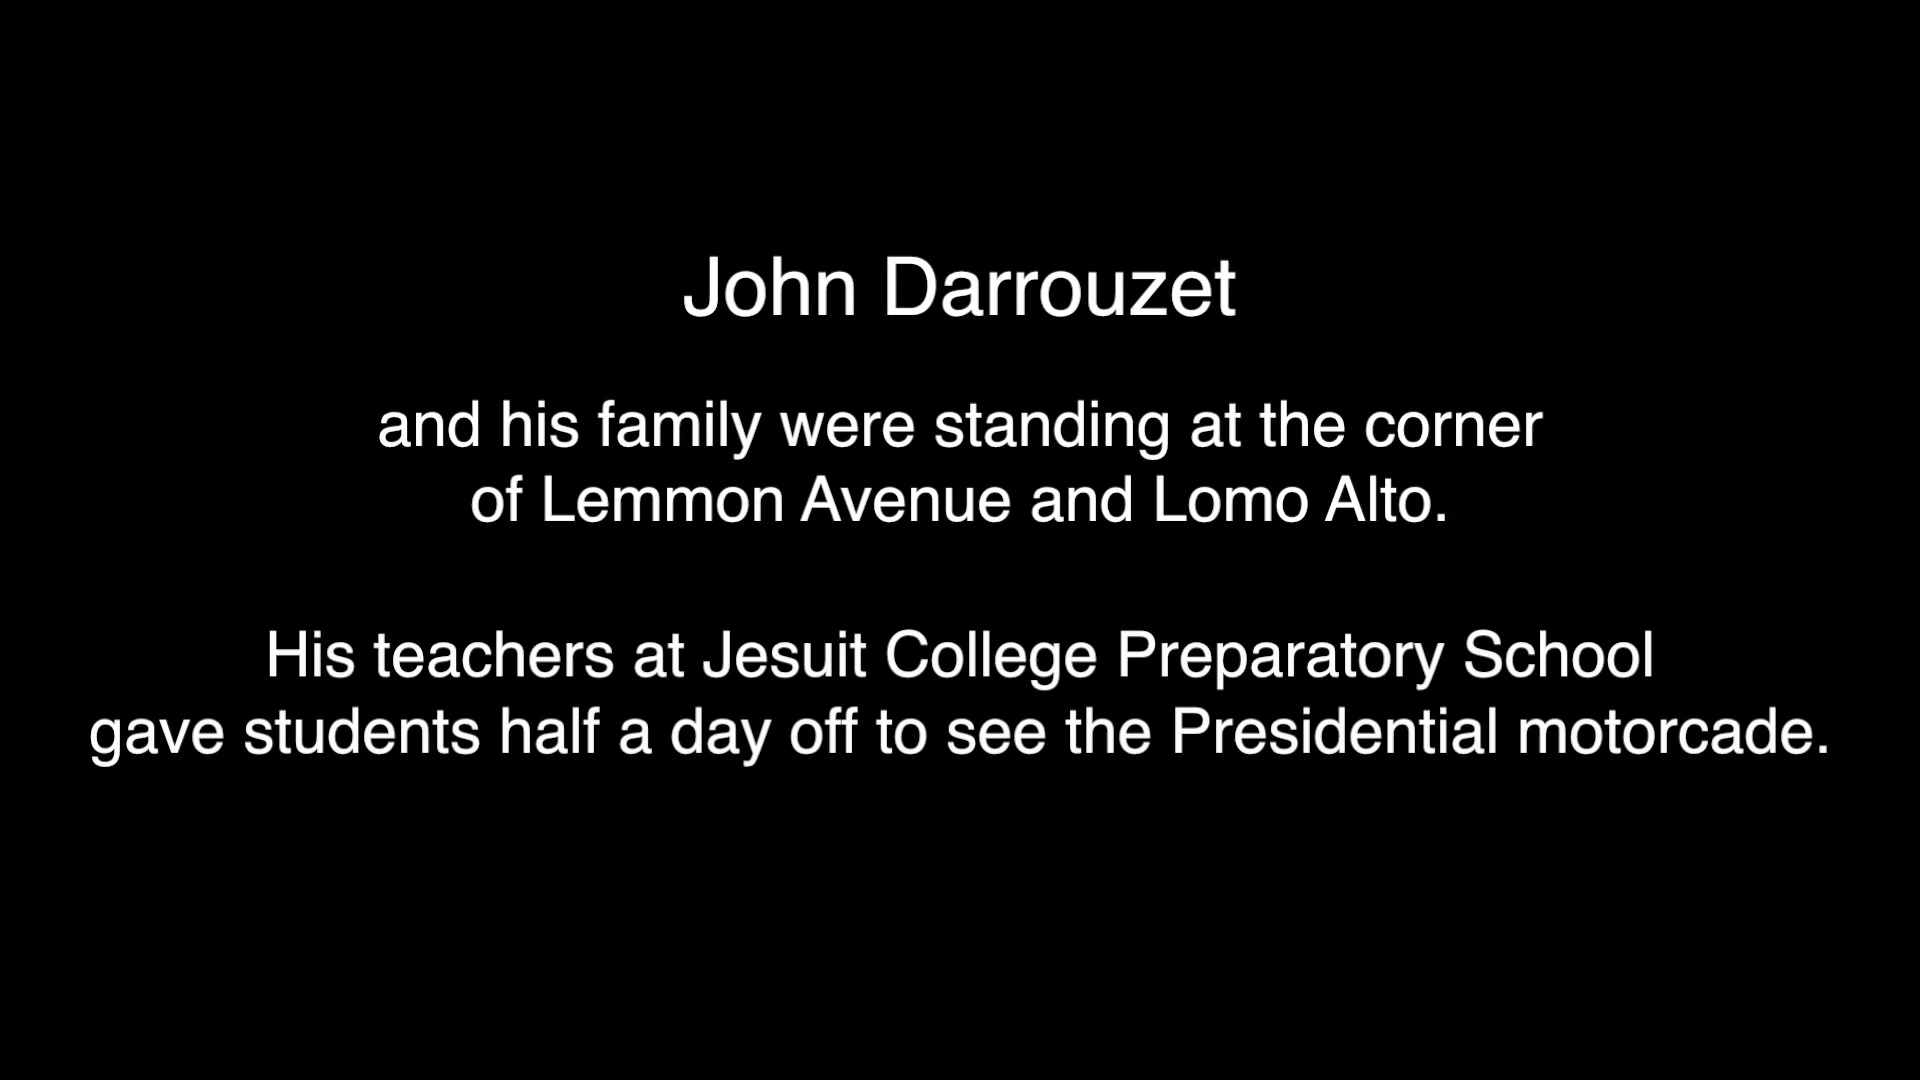 John Darrouzet
and his family were standing at the corner
of Lemmon Avenue and Lomo Alto.
His teachers at Jesuit College Preparatory School
gave students half a day off to see the Presidential motorcade.